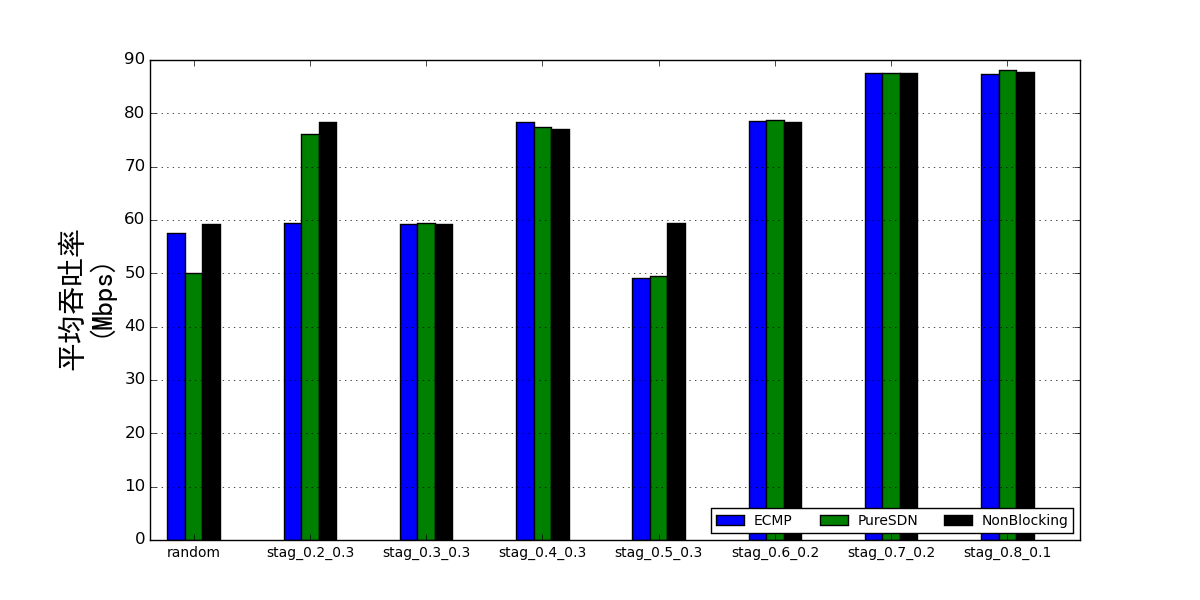 90
80
70
60
50
40
30
20
10
0
平均吞吐率
(Mbps)
ECMP PureSDN NonBlocking
random stag_0.2_0.3 stag_0.3_0.3 stag_0.4_0.3 stag_0.5_0.3 stag_0.6_0.2 stag_0.7_0.2 stag_0.8_0.1